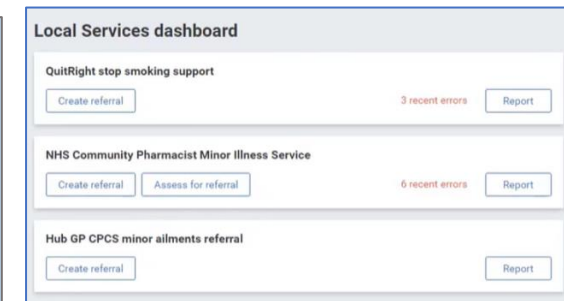 Local Services dashboard
QuitRight stop smoking support
Create referral 3 recent errors Report
NHS Community Pharmacist Minor Illness Service
Create referral Assess for referral 6 recent errors Report
Hub GP CPCS minor ailments referral
Create referral Report